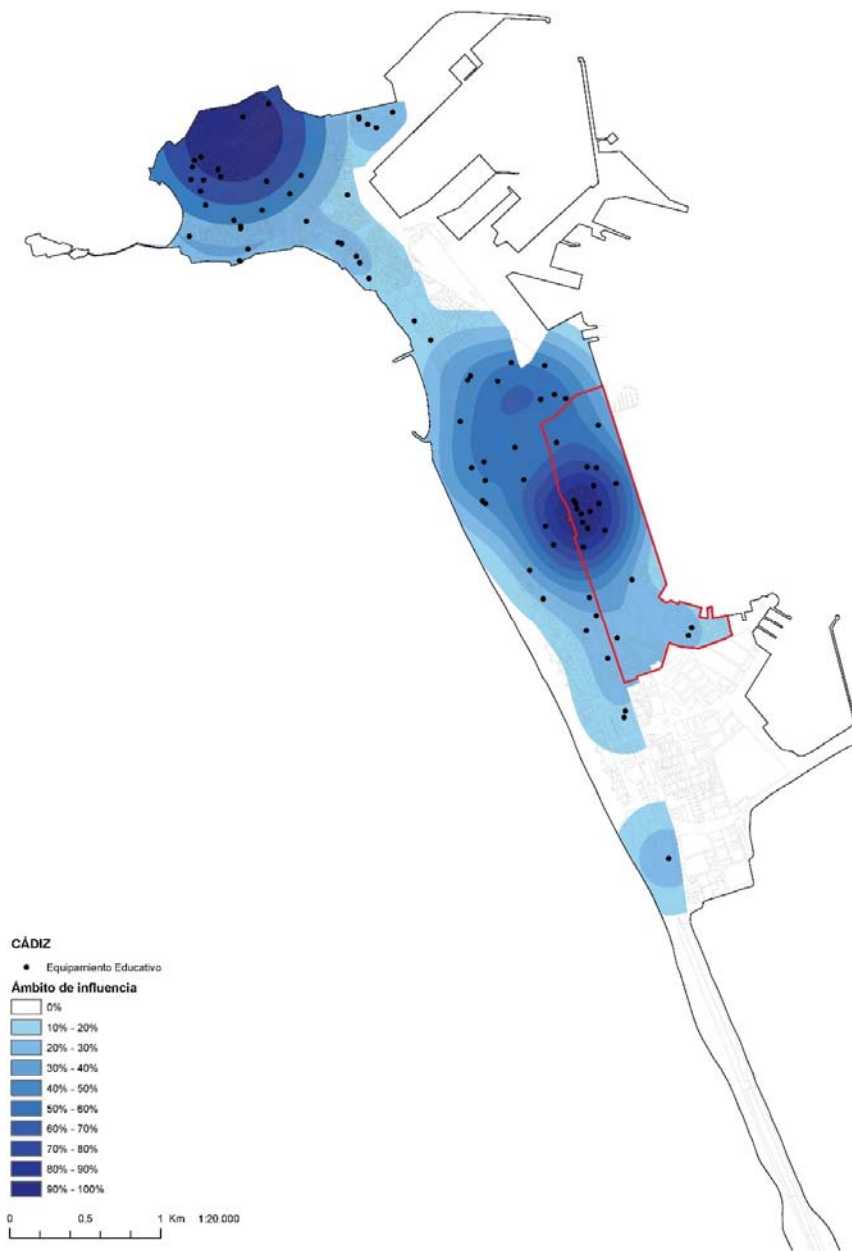 CÁDIZ
Equipamiento Educativo
Ámbito de influencia
0%
10% - 20%
20% - 30%
30% - 40%
40% - 50%
50% - 60%
60% - 70%
70% - 80%
80% - 90%
90% - 100%
0 0,5 1 Km 1:20.000